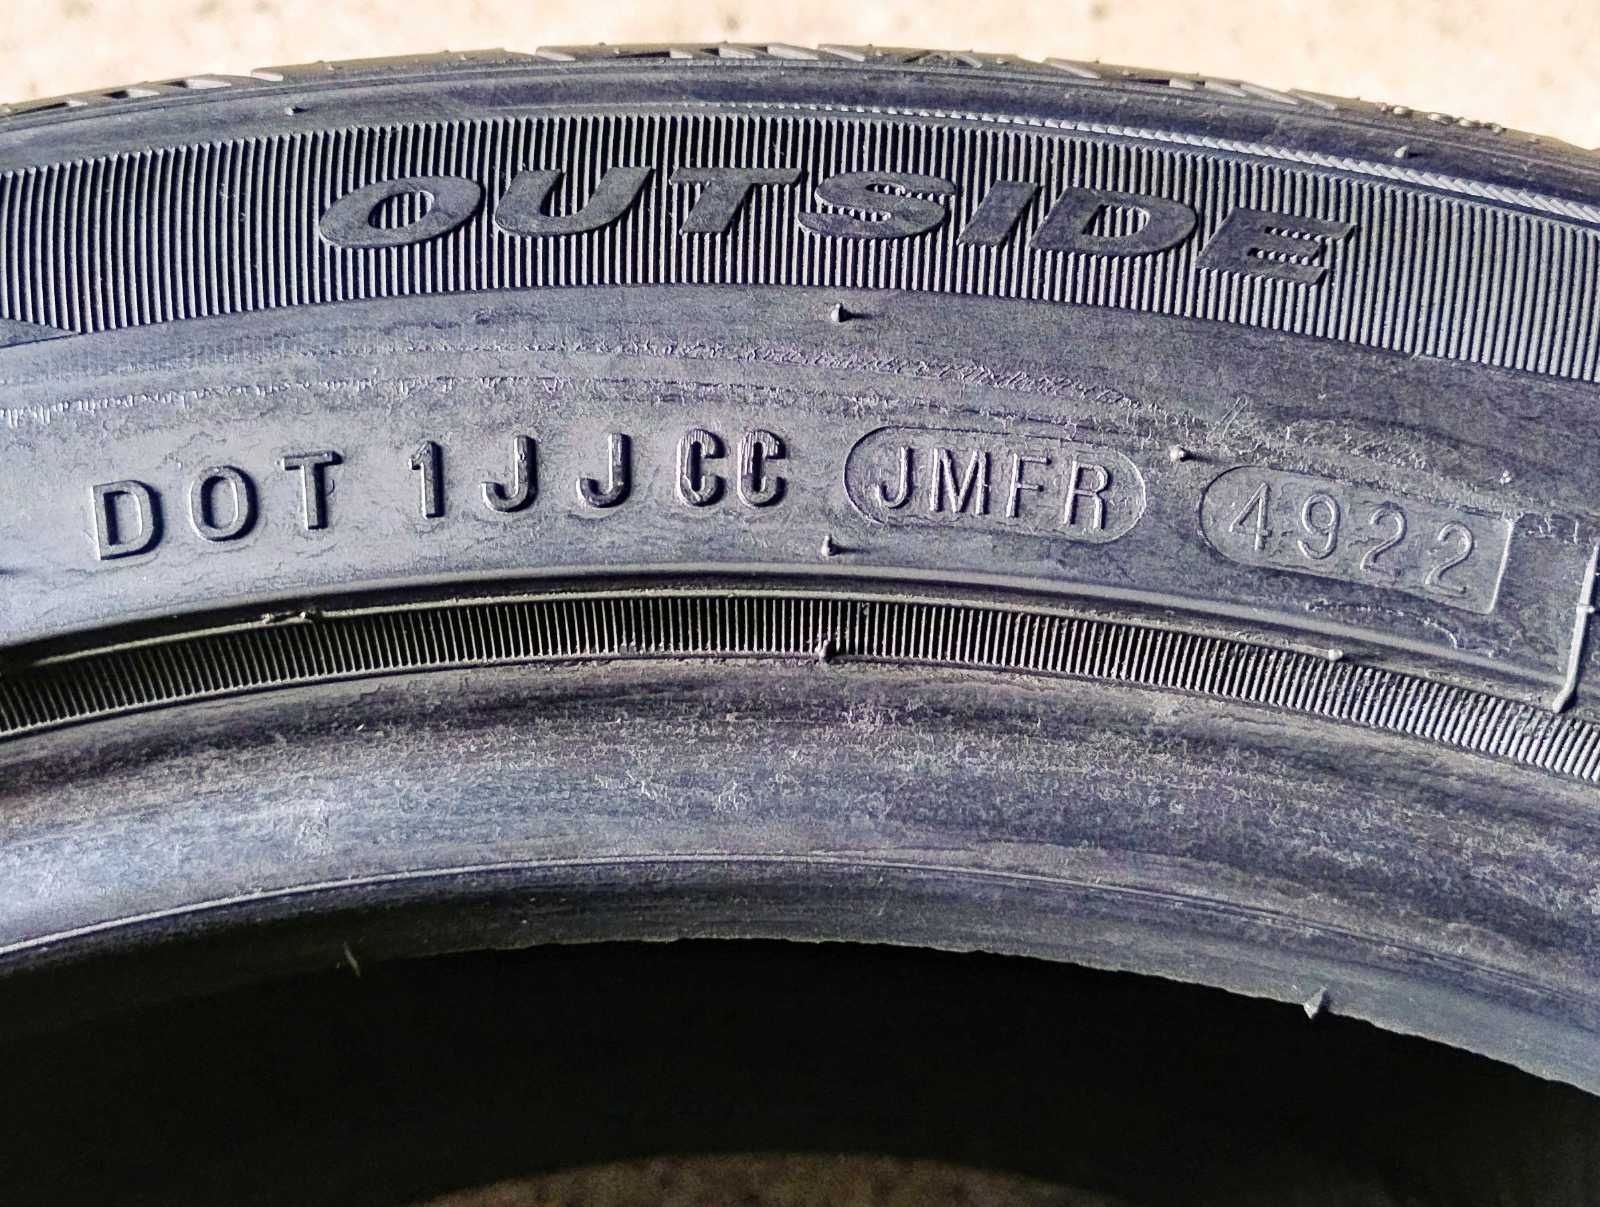 OUTSIDE
DOT 1JJ CC JMFR 4922